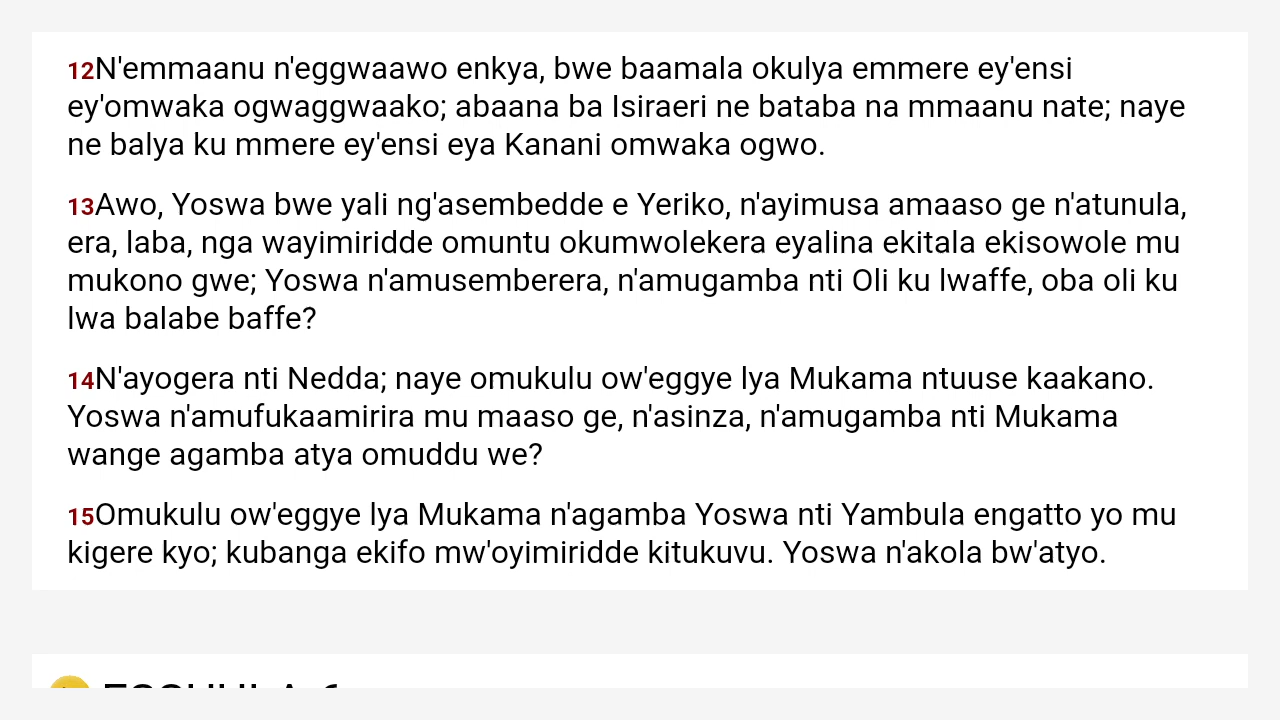 12N'emmaanu n'eggwaawo enkya, bwe baamala okulya emmere ey'ensi
ey'omwaka ogwaggwaako; abaana ba Isiraeri ne bataba na mmaanu nate; naye
ne balya ku mmere ey'ensi eya Kanani omwaka ogwo.
13Awo, Yoswa bwe yali ng'asembedde e Yeriko, n'ayimusa amaaso ge n'atunula,
era, laba, nga wayimiridde omuntu okumwolekera eyalina ekitala ekisowole mu
mukono gwe; Yoswa n'amusemberera, n'amugamba nti Oli ku lwaffe, oba oli ku
lwa balabe baffe?
14N'ayogera nti Nedda; naye omukulu ow'eggye lya Mukama ntuuse kaakano.
Yoswa n'amufukaamirira mu maaso ge, n'asinza, n'amugamba nti Mukama
wange agamba atya omuddu we?
15Omukulu ow'eggye lya Mukama n'agamba Yoswa nti Yambula engatto yo mu
kigere kyo; kubanga ekifo mw'oyimiridde kitukuvu. Yoswa n'akola bw'atyo.